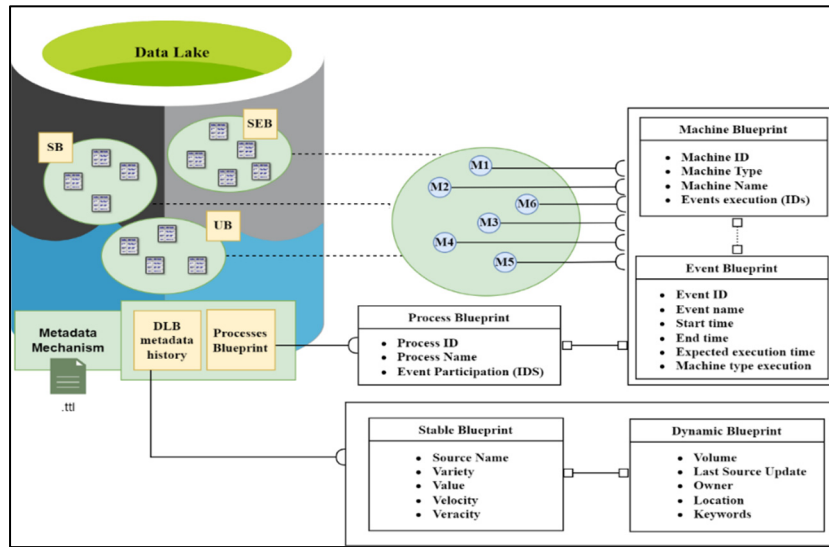 Data Lake
SEB
SB
UB
M1
M2
M6
M3
M4
M5
Machine Blueprint
• Machine ID
• Machine Type
• Machine Name
• Events execution (IDs)
Event Blueprint
• Event ID
• Event name
• Start time
• End time
• Expected execution time
• Machine type execution
Metadata
Mechanism
.ttl
DLB
metadata
history
Processes
Blueprint
Process Blueprint
• Process ID
• Process Name
• Event Participation (IDS)
Stable Blueprint
• Source Name
• Variety
• Value
• Velocity
• Veracity
Dynamic Blueprint
• Volume
• Last Source Update
• Owner
• Location
• Keywords